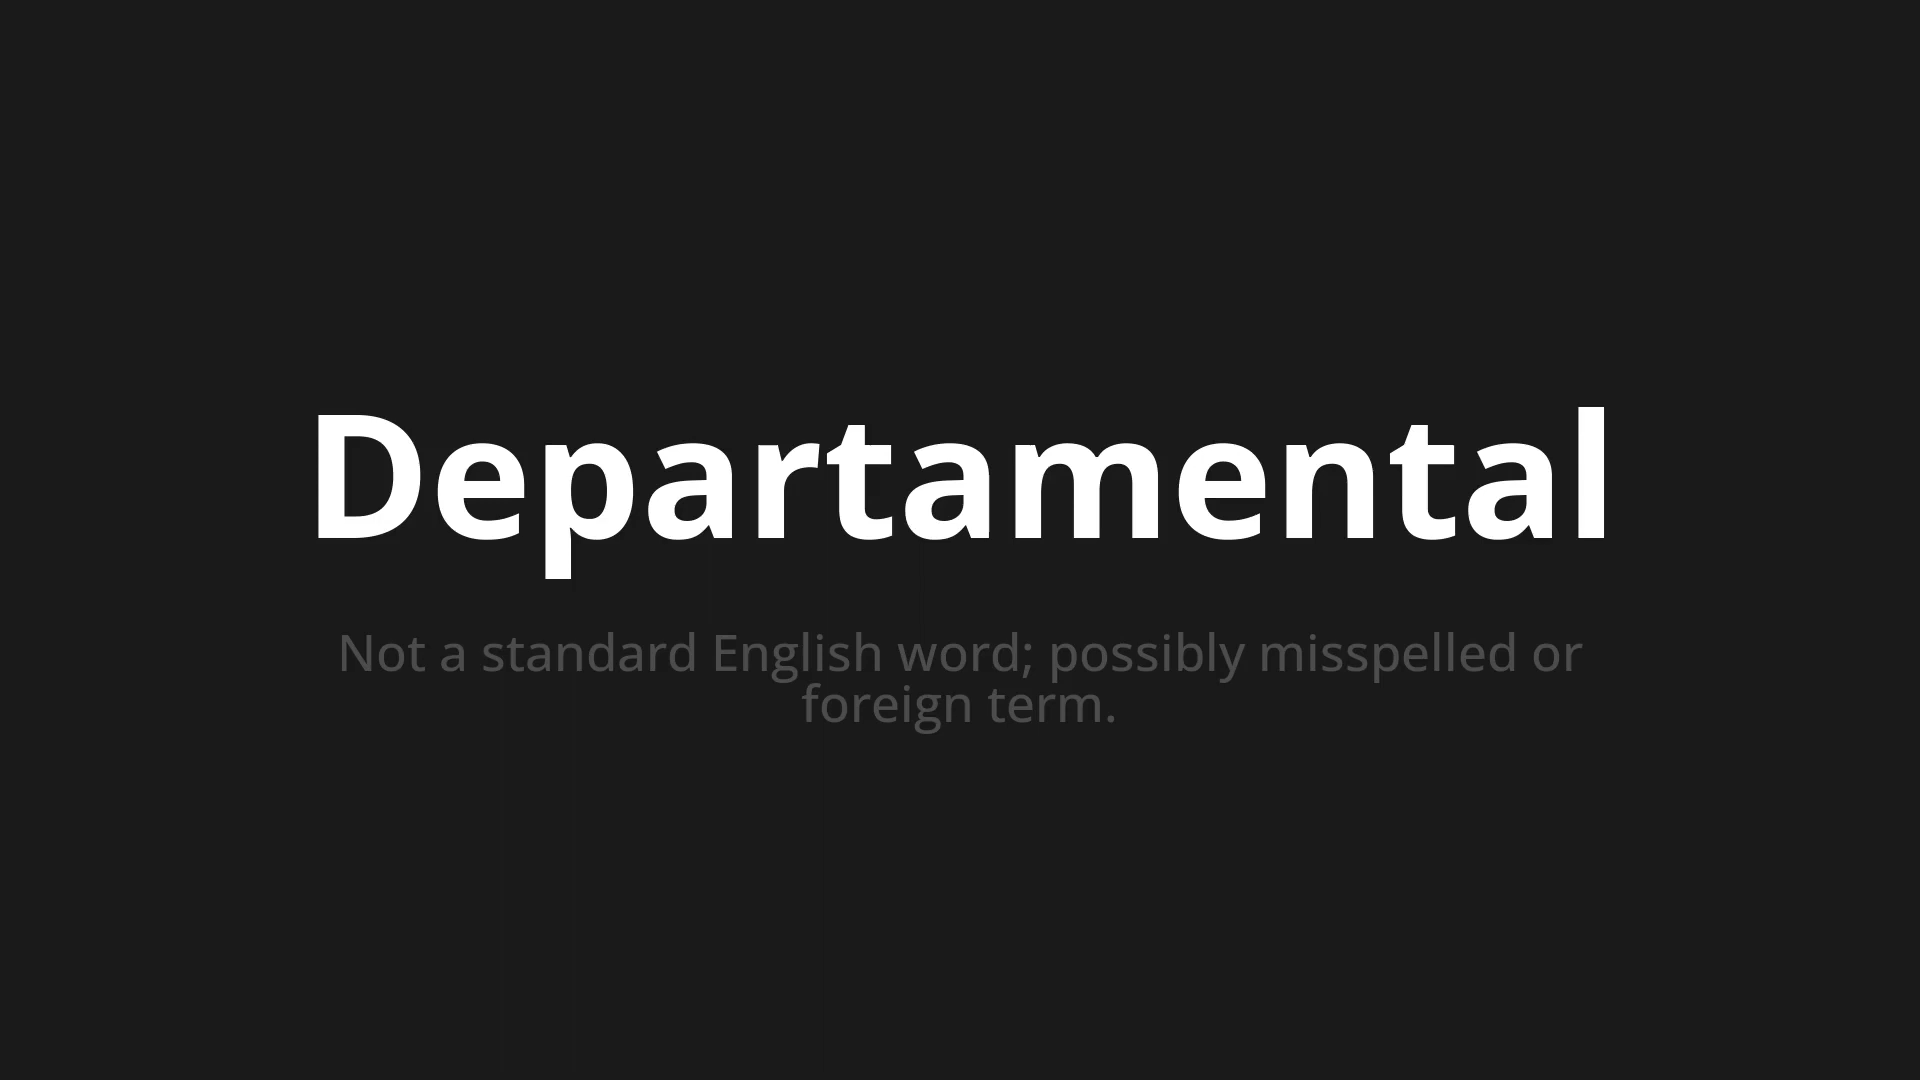 Departamental
Not a standard English word; possibly misspelled or
foreign term.